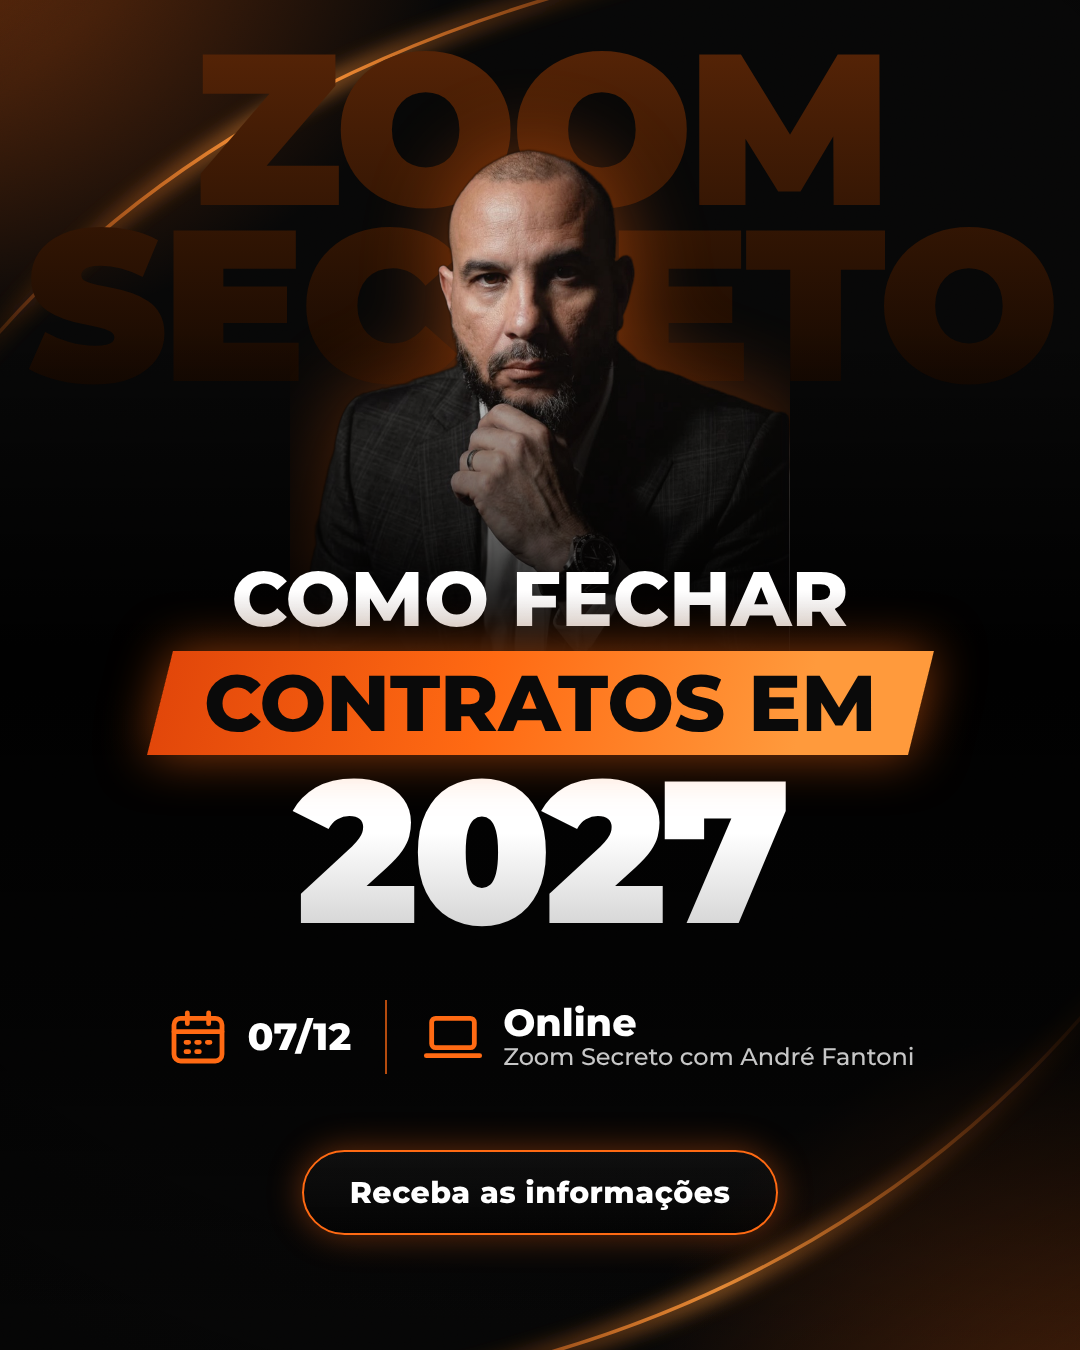 ZOOM
SECRETO
COMO FECHAR
CONTRATOS EM
2027
07/12
Online
Zoom Secreto com André Fantoni
Receba as informações